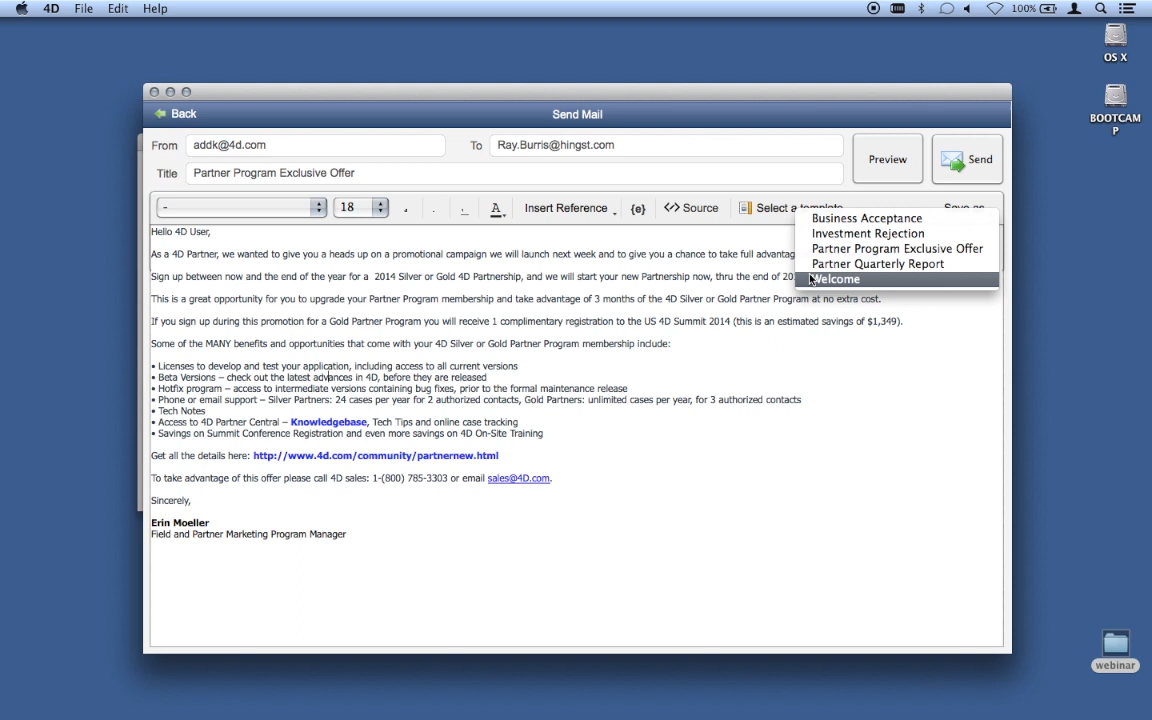 4D File Edit Help 100%
OS X
BOOTCAM
P
Back Send Mail
From addk@4d.com To Ray.Burris@hingst.com Preview Send
Title Partner Program Exclusive Offer
- 18 A Insert Reference {e} <> Source Select a template Save as
Business Acceptance
Investment Rejection
Partner Program Exclusive Offer
Partner Quarterly Report
Welcome
Hello 4D User,
As a 4D Partner, we wanted to give you a heads up on a promotional campaign we will launch next week and to give you a chance to take full
Sign up between now and the end of the year for a 2014 Silver or Gold 4D Partnership, and we will start your new Partnership now, thru the end of
This is a great opportunity for you to upgrade your Partner Program membership and take advantage of 3 months of the 4D Silver or Gold Partner Program at no extra cost.
If you sign up during this promotion for a Gold Partner Program you will receive 1 complimentary registration to the US 4D Summit 2014 (this is an estimated savings of $1,349).
Some of the MANY benefits and opportunities that come with your 4D Silver or Gold Partner Program membership include:
▪ Licenses to develop and test your application, including access to all current versions
▪ Beta Versions – check out the latest advances in 4D, before they are released
▪ Hotfix program – access to intermediate versions containing bug fixes, prior to the formal maintenance release
▪ Phone or email support – Silver Partners: 24 cases per year for 2 authorized contacts, Gold Partners: unlimited cases per year, for 3 authorized contacts
▪ Tech Notes
▪ Access to 4D Partner Central – Knowledgebase, Tech Tips and online case tracking
▪ Savings on Summit Conference Registration and even more savings on 4D On-Site Training
Get all the details here: http://www.4d.com/community/partnernew.html
To take advantage of this offer please call 4D sales: 1-(800) 785-3303 or email sales@4D.com.
Sincerely,
Erin Moeller
Field and Partner Marketing Program Manager
webinar